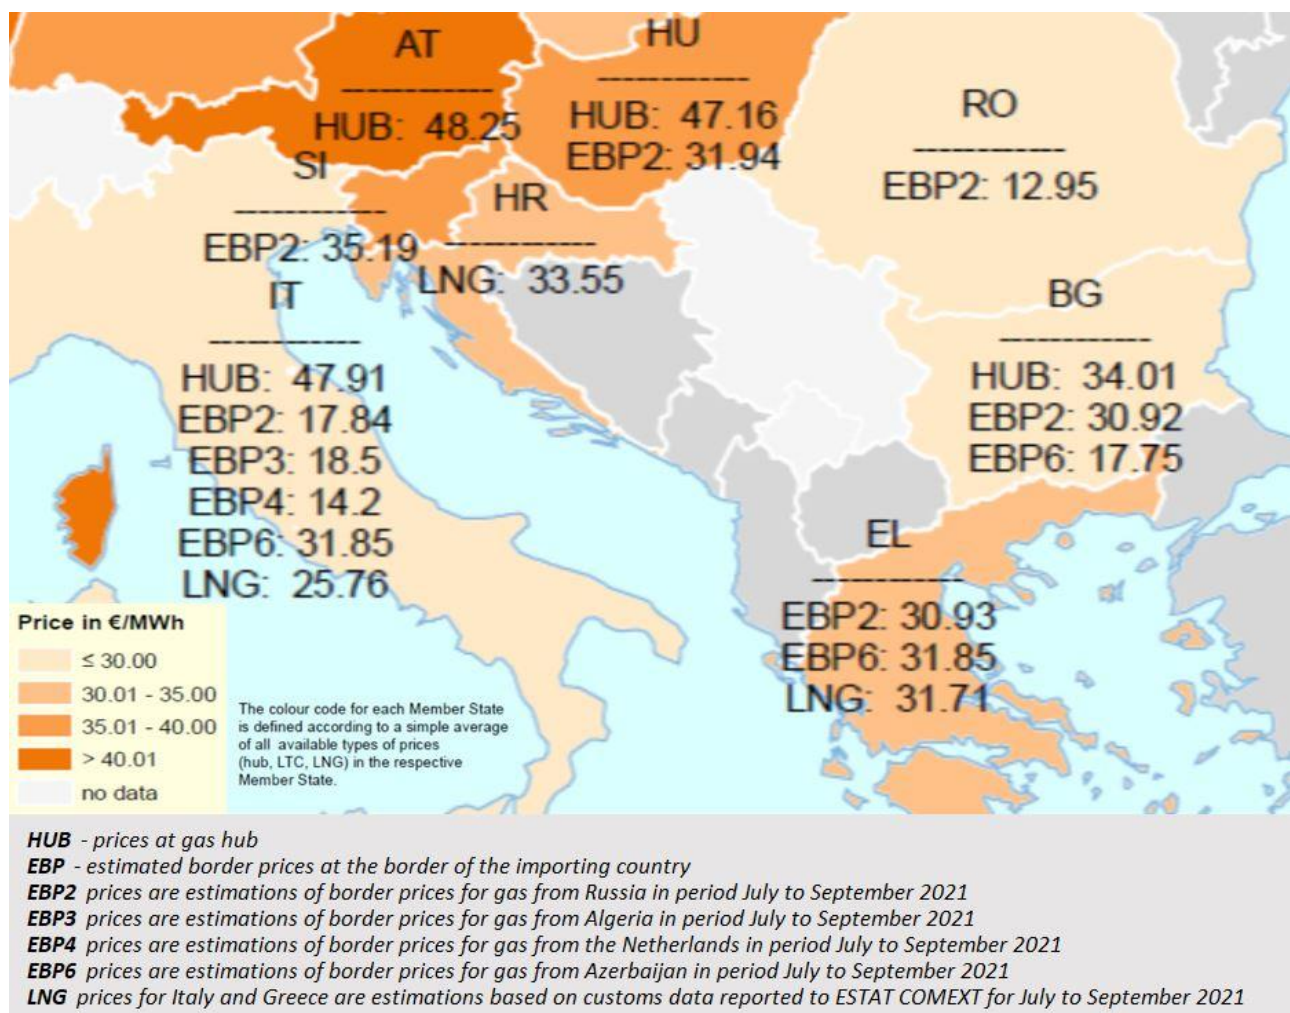 AT
------------
HUB: 48.25
HU
------------
HUB: 47.16
EBP2: 31.94
RO
------------
EBP2: 12.95
SI
------------
EBP2: 35.19
HR
------------
LNG: 33.55
IT
------------
HUB: 47.91
EBP2: 17.84
EBP3: 18.5
EBP4: 14.2
EBP6: 31.85
LNG: 25.76
BG
------------
HUB: 34.01
EBP2: 30.92
EBP6: 17.75
EL
------------
EBP2: 30.93
EBP6: 31.85
LNG: 31.71
Price in €/MWh
≤ 30.00
30.01 - 35.00
35.01 - 40.00
> 40.01
no data
The colour code for each Member State
is defined according to a simple average
of all available types of prices
(hub, LTC, LNG) in the respective
Member State.
HUB - prices at gas hub
EBP - estimated border prices at the border of the importing country
EBP2 prices are estimations of border prices for gas from Russia in period July to September 2021
EBP3 prices are estimations of border prices for gas from Algeria in period July to September 2021
EBP4 prices are estimations of border prices for gas from the Netherlands in period July to September 2021
EBP6 prices are estimations of border prices for gas from Azerbaijan in period July to September 2021
LNG prices for Italy and Greece are estimations based on customs data reported to ESTAT COMEXT for July to September 2021